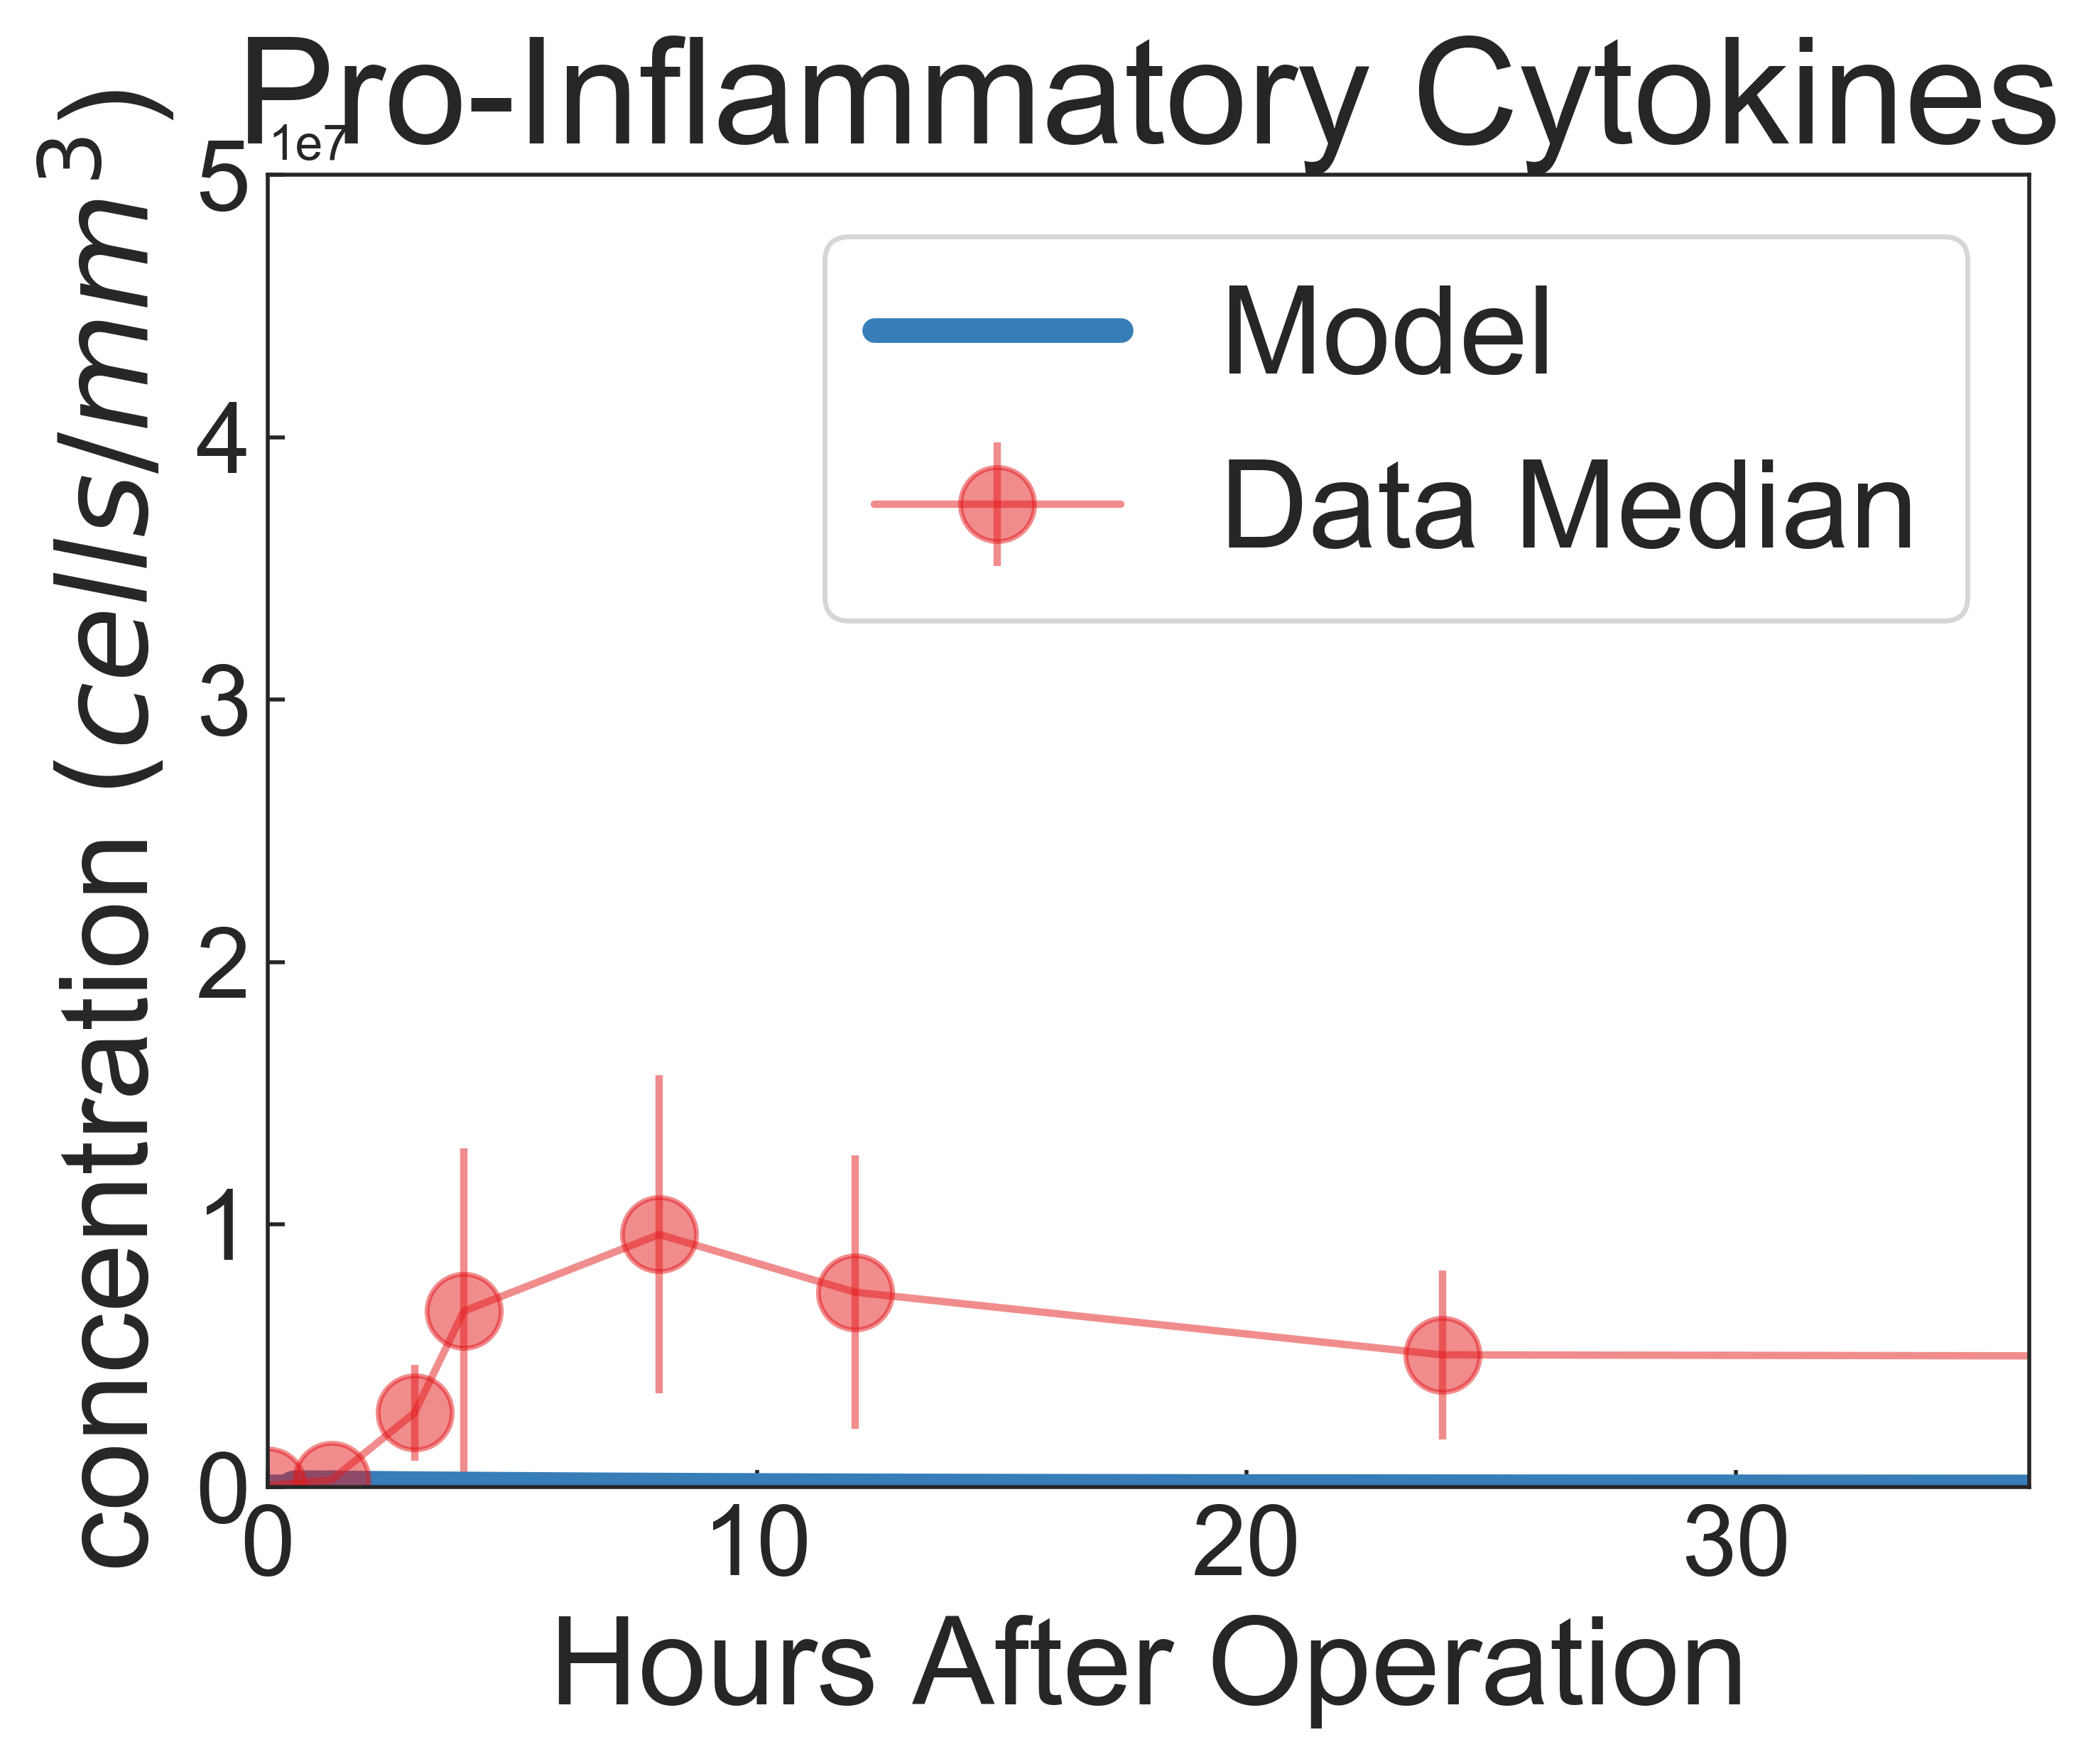 Pro-Inflammatory Cytokines
1e7
concentration (cells/mm³)
5
4
3
2
1
0
Model
Data Median
0 10 20 30
Hours After Operation